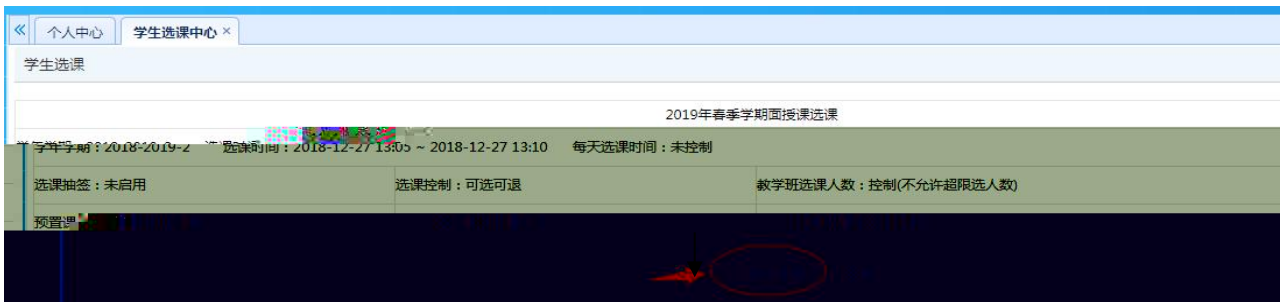 个人中心 学生选课中心
学生选课
2019年春季学期面授课选课
学年学期：2018-2019-2 选课时间：2018-12-27 13:05 ~ 2018-12-27 13:10 每天选课时间：未控制
选课抽签：未启用 选课控制：可选可退 教学班选课人数：控制(不允许超限选人数)
预置课